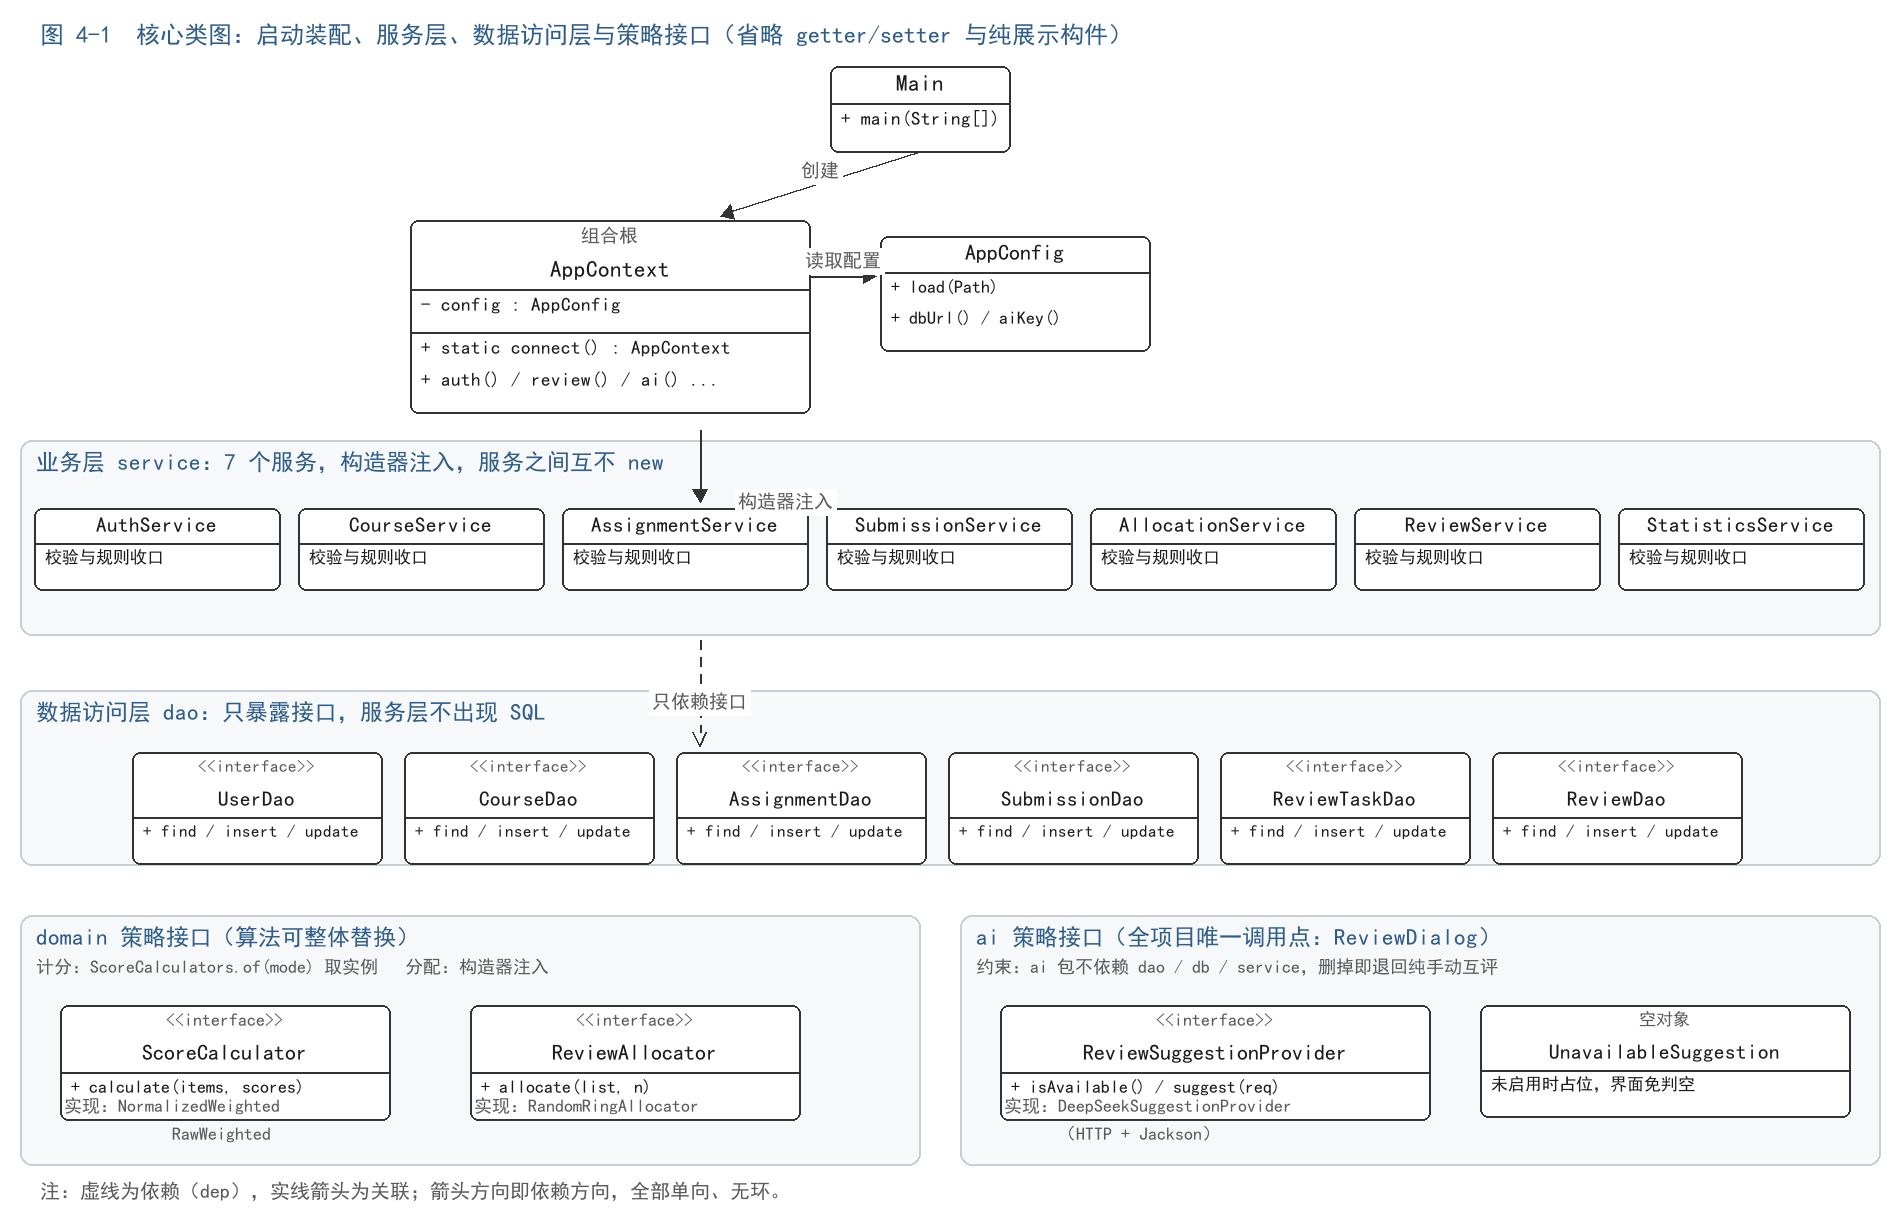 图 4-1  核心类图：启动装配、服务层、数据访问层与策略接口（省略 getter/setter 与纯展示构件）
Main
+ main(String[])
创建
组合根
AppContext
- config : AppConfig
+ static connect() : AppContext
+ auth() / review() / ai() ...
读取配置
AppConfig
+ load(Path)
+ dbUrl() / aiKey()
业务层 service：7 个服务，构造器注入，服务之间互不 new
构造器注入
AuthService
校验与规则收口
CourseService
校验与规则收口
AssignmentService
校验与规则收口
SubmissionService
校验与规则收口
AllocationService
校验与规则收口
ReviewService
校验与规则收口
StatisticsService
校验与规则收口
只依赖接口
数据访问层 dao：只暴露接口，服务层不出现 SQL
<<interface>>
UserDao
+ find / insert / update
<<interface>>
CourseDao
+ find / insert / update
<<interface>>
AssignmentDao
+ find / insert / update
<<interface>>
SubmissionDao
+ find / insert / update
<<interface>>
ReviewTaskDao
+ find / insert / update
<<interface>>
ReviewDao
+ find / insert / update
domain 策略接口（算法可整体替换）
计分：ScoreCalculators.of(mode) 取实例   分配：构造器注入
<<interface>>
ScoreCalculator
+ calculate(items, scores)
实现：NormalizedWeighted
RawWeighted
<<interface>>
ReviewAllocator
+ allocate(list, n)
实现：RandomRingAllocator
ai 策略接口（全项目唯一调用点：ReviewDialog）
约束：ai 包不依赖 dao / db / service，删掉即退回纯手动互评
<<interface>>
ReviewSuggestionProvider
+ isAvailable() / suggest(req)
实现：DeepSeekSuggestionProvider
（HTTP + Jackson）
空对象
UnavailableSuggestion
未启用时占位，界面免判空
注：虚线为依赖（dep），实线箭头为关联；箭头方向即依赖方向，全部单向、无环。